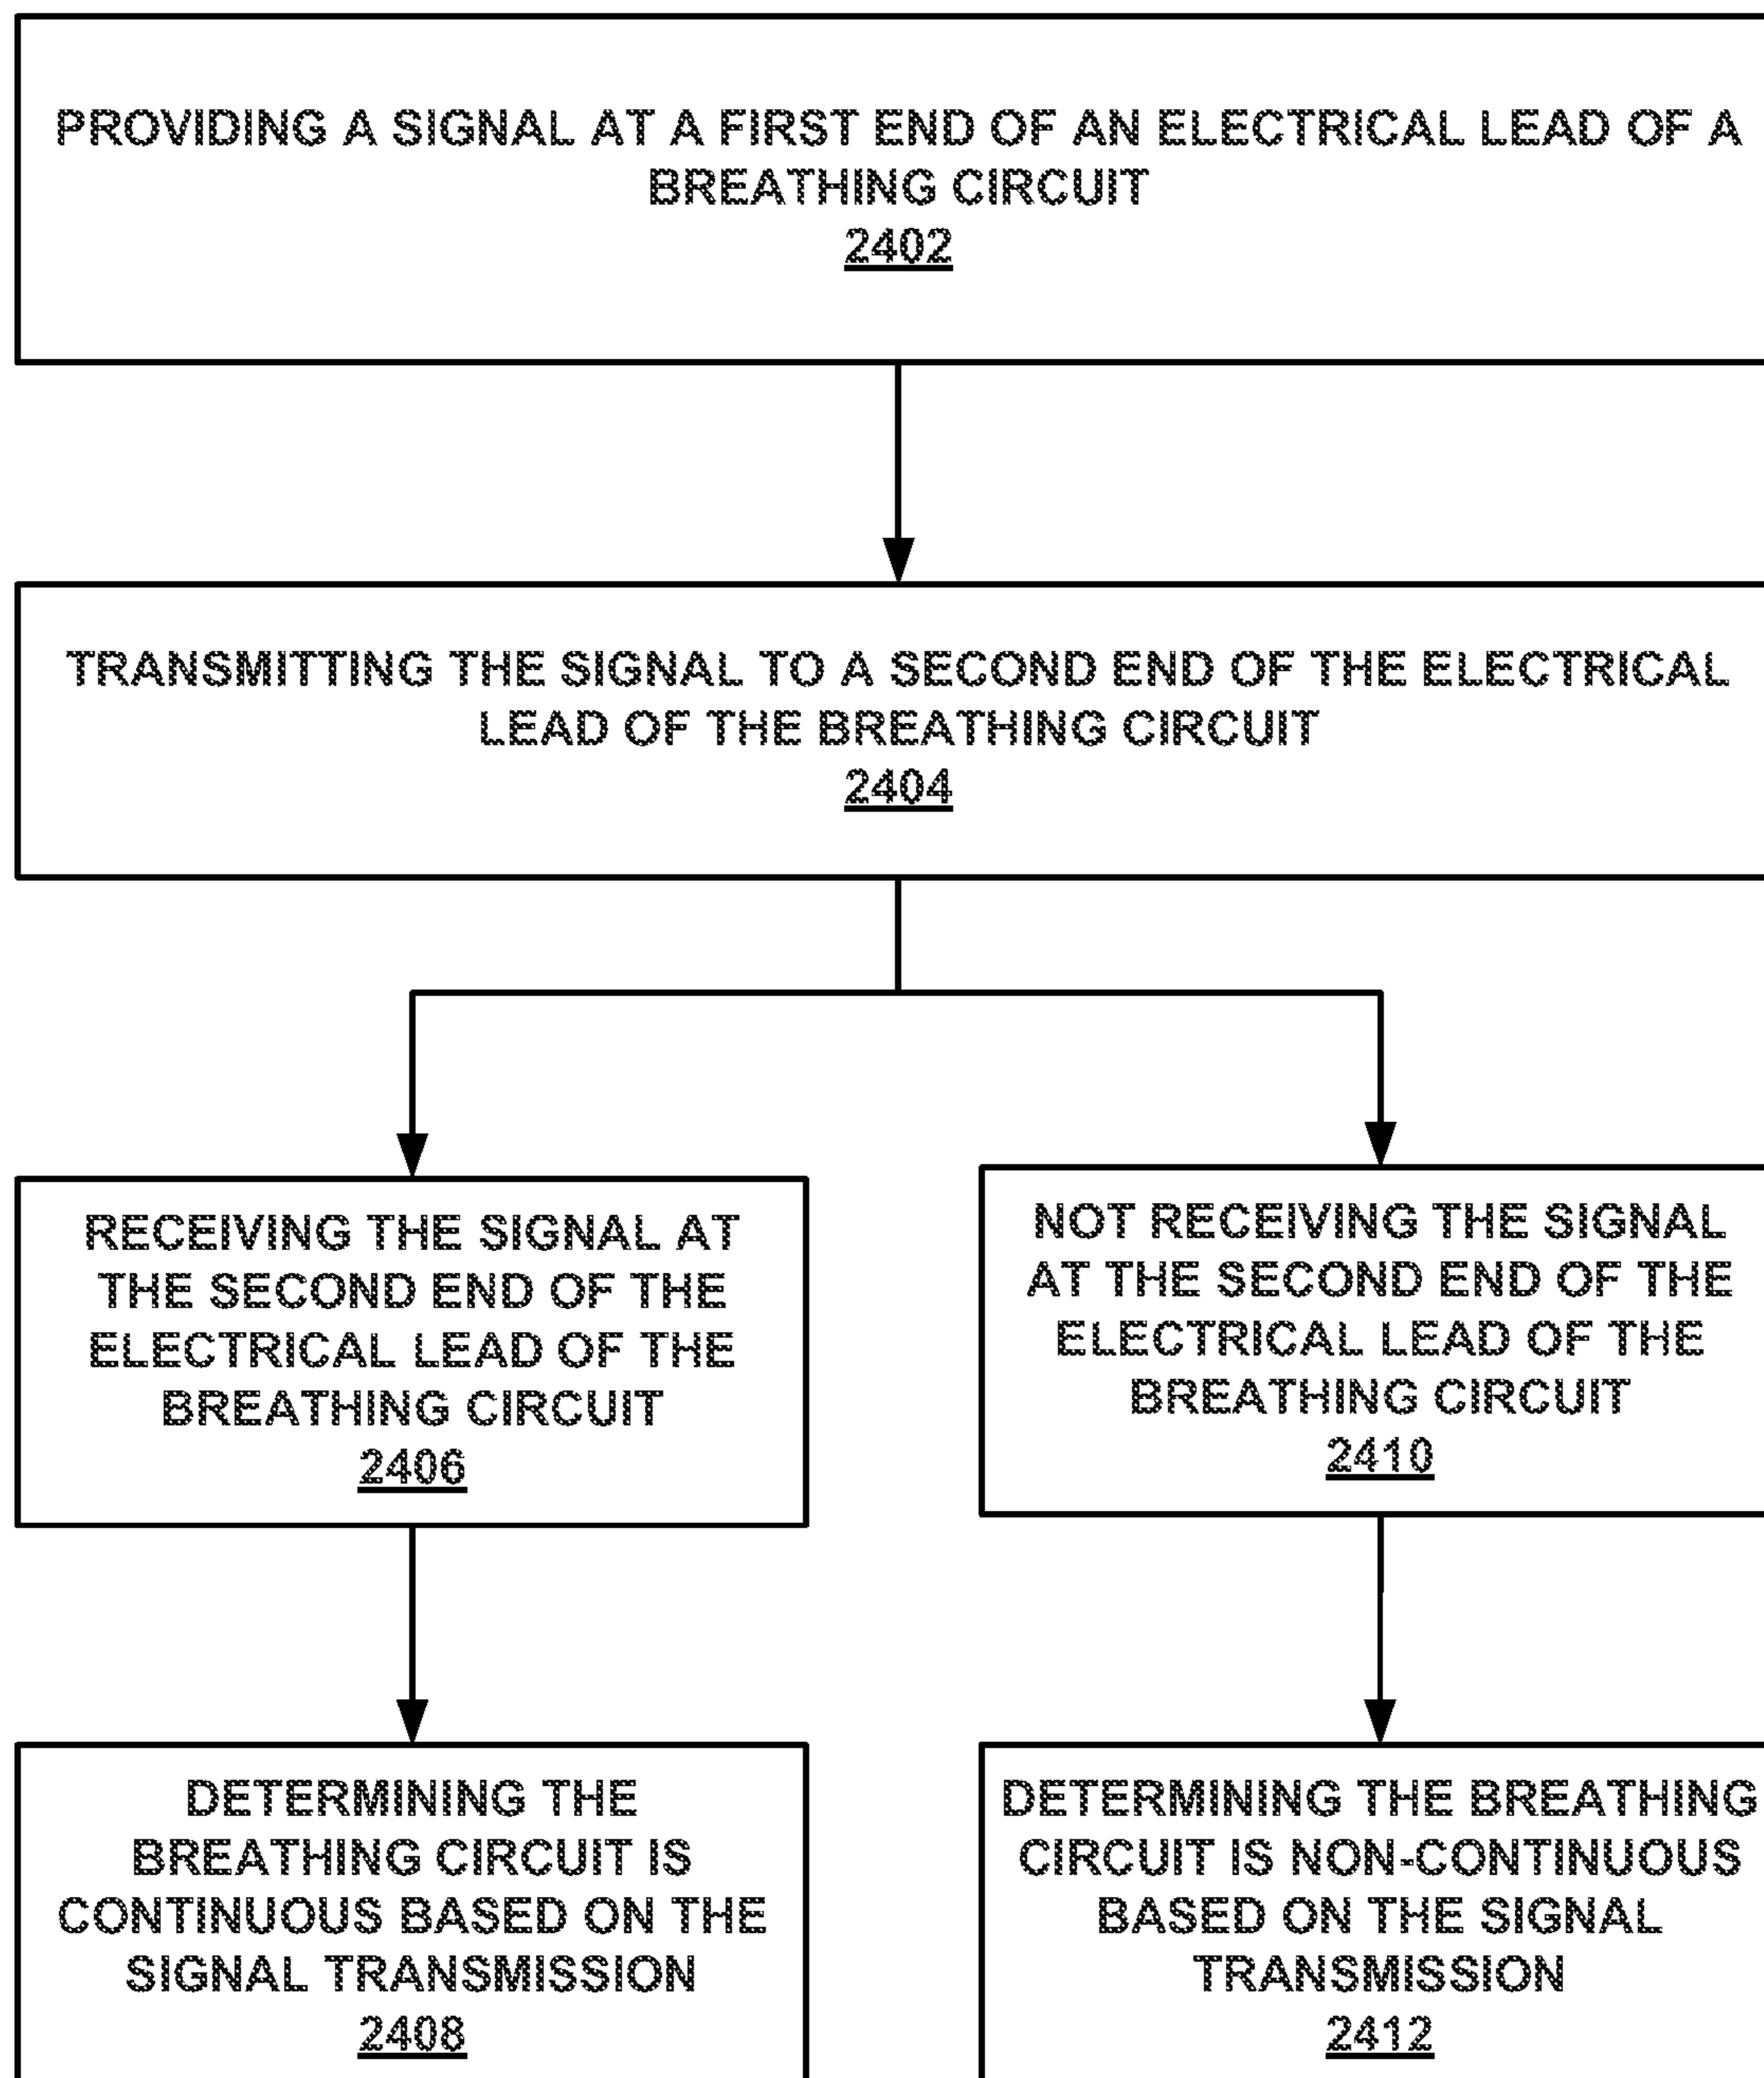 PROVIDING A SIGNAL AT A FIRST END OF AN ELECTRICAL LEAD OF A
BREATHING CIRCUIT
2402
TRANSMITTING THE SIGNAL TO A SECOND END OF THE ELECTRICAL
LEAD OF THE BREATHING CIRCUIT
2404
RECEIVING THE SIGNAL AT
THE SECOND END OF THE
ELECTRICAL LEAD OF THE
BREATHING CIRCUIT
2406
NOT RECEIVING THE SIGNAL
AT THE SECOND END OF THE
ELECTRICAL LEAD OF THE
BREATHING CIRCUIT
2410
DETERMINING THE
BREATHING CIRCUIT IS
CONTINUOUS BASED ON THE
SIGNAL TRANSMISSION
2408
DETERMINING THE BREATHING
CIRCUIT IS NON-CONTINUOUS
BASED ON THE SIGNAL
TRANSMISSION
2412